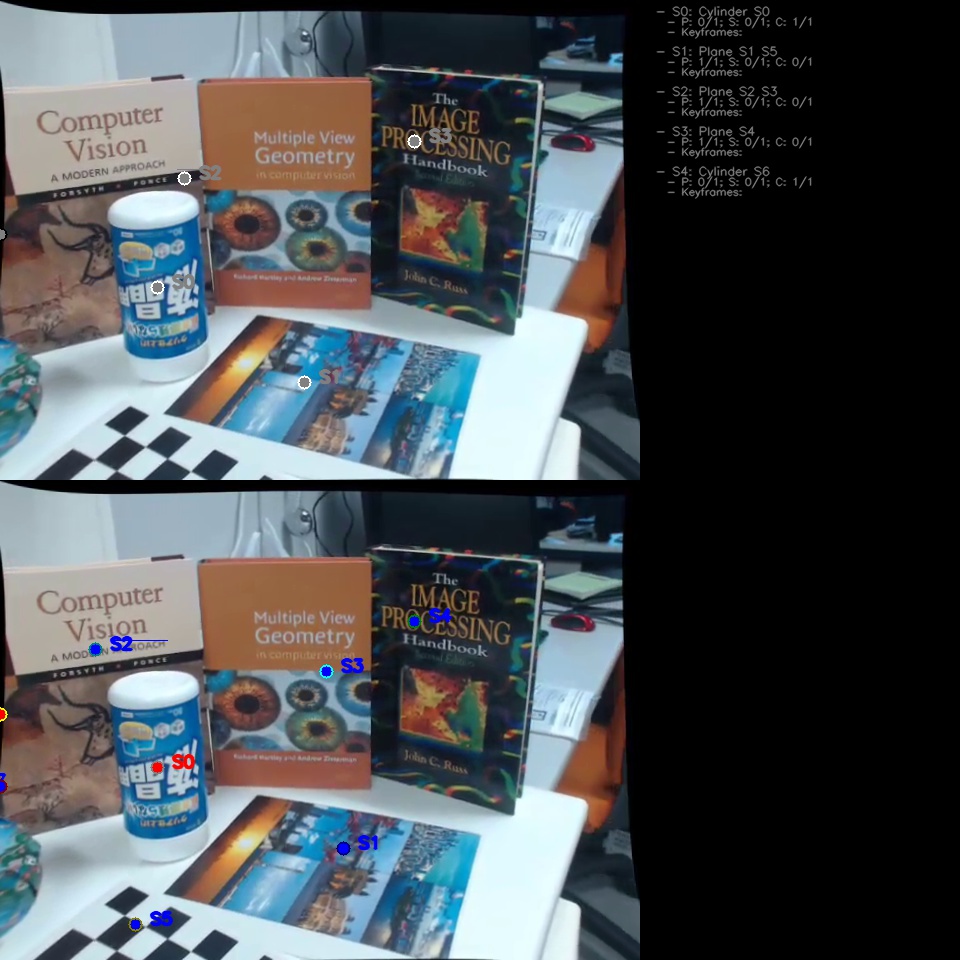 - S0: Cylinder S0
- P: 0/1; S: 0/1; C: 1/1
- Keyframes:
- S1: Plane S1 S5
- P: 1/1; S: 0/1; C: 0/1
- Keyframes:
- S2: Plane S2 S3
- P: 1/1; S: 0/1; C: 0/1
- Keyframes:
- S3: Plane S4
- P: 1/1; S: 0/1; C: 0/1
- Keyframes:
- S4: Cylinder S6
- P: 0/1; S: 0/1; C: 1/1
- Keyframes:
Computer
Vision
A MODERN APPROACH
FORSYTH PONCE
S2
Multiple View
Geometry
in computer vision
Richard Hartley and Andrew Zisserman
The
IMAGE
PROCESSING
Handbook
Second Edition
John C. Russ
S3
S0
S1
Computer
Vision
A MODERN APPROACH
FORSYTH PONCE
S2
Multiple View
Geometry
in computer vision
S3
Richard Hartley and Andrew Zisserman
The
IMAGE
PROCESSING
Handbook
Second Edition
John C. Russ
S4
S0
S1
S5